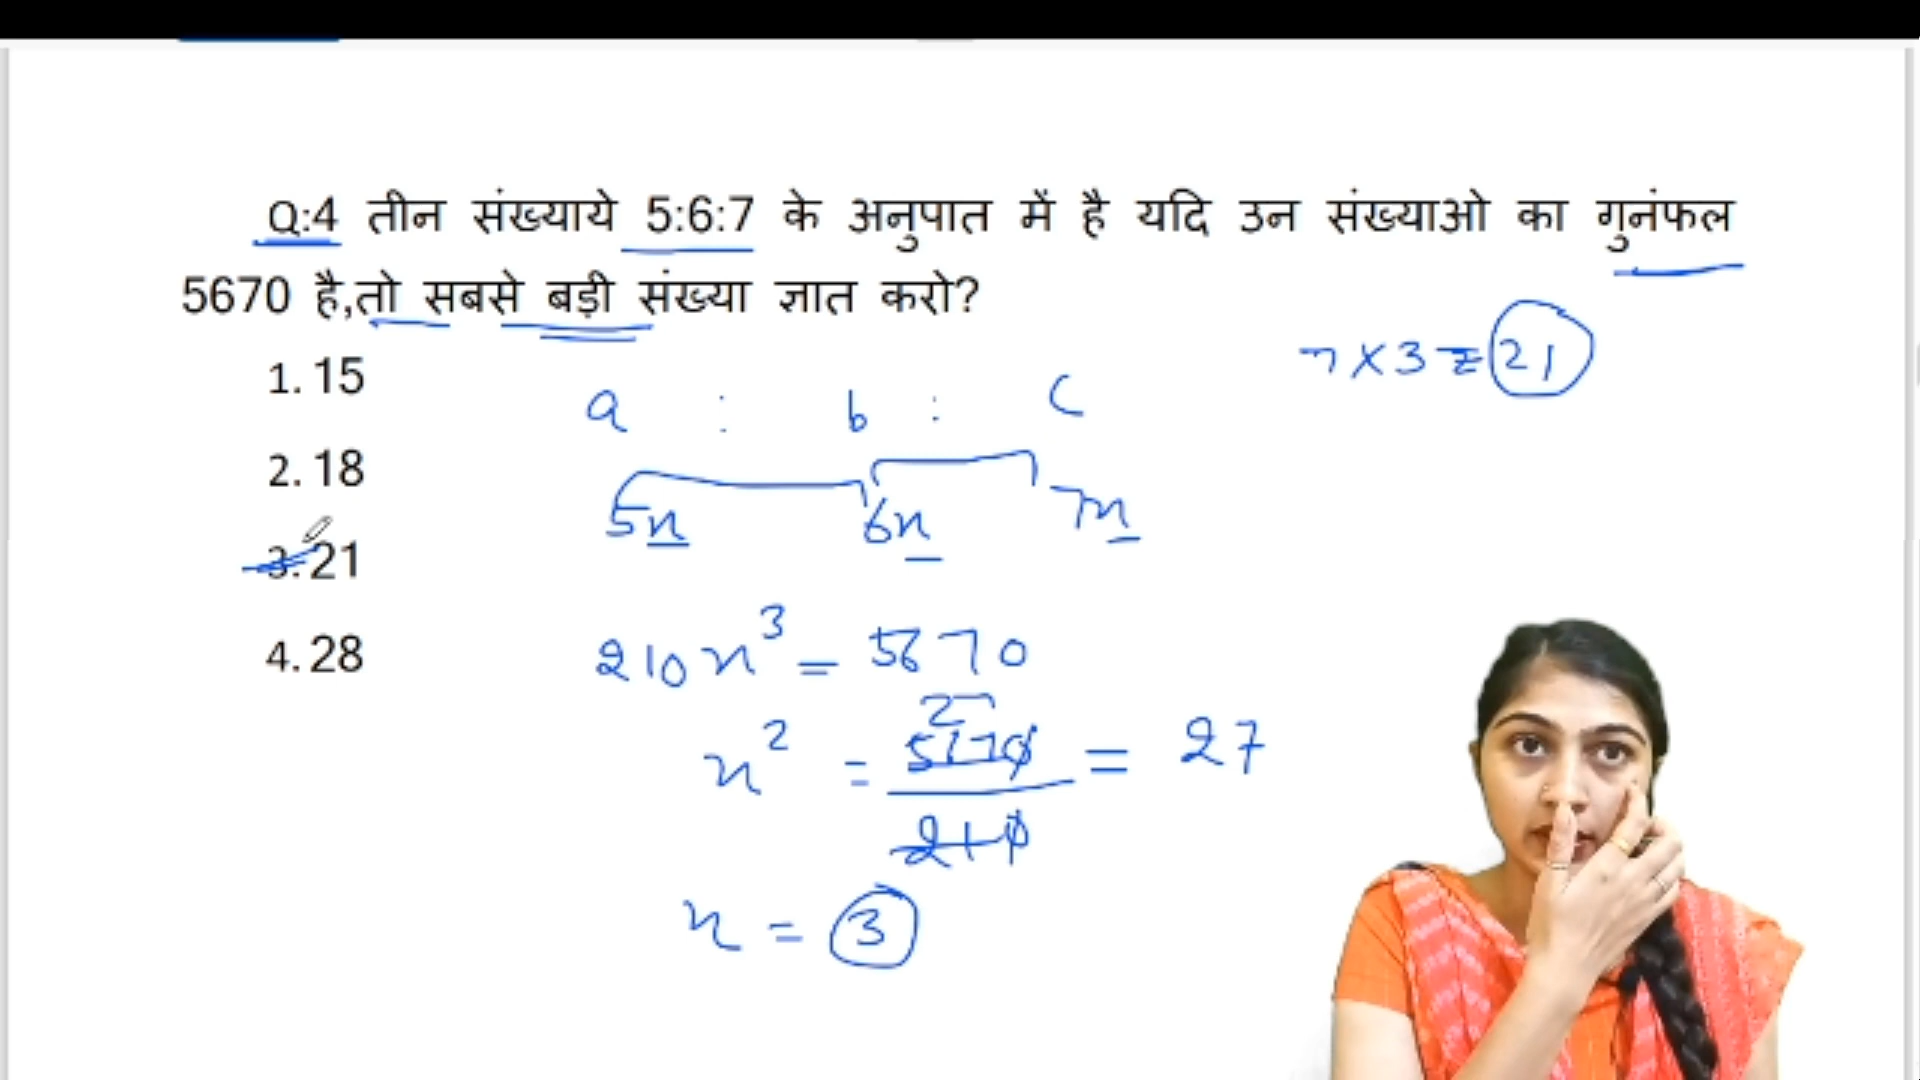 Q:4 तीन संख्याये 5:6:7 के अनुपात में है यदि उन संख्याओ का गुनंफल
5670 है,तो सबसे बड़ी संख्या ज्ञात करो?
7 × 3 = 21
1. 15
a : b : c
2. 18
5x 6x 7x
3. 21
4. 28
210x³ = 5670
27
x² = 5670/210 = 27
x = 3